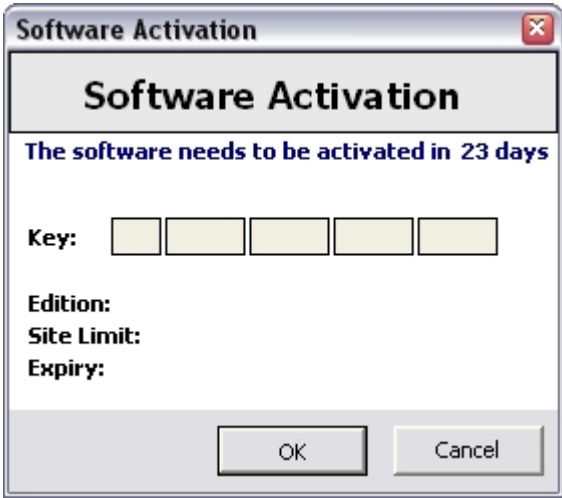 Software Activation
Software Activation
The software needs to be activated in 23 days
Key:
Edition:
Site Limit:
Expiry:
OK Cancel